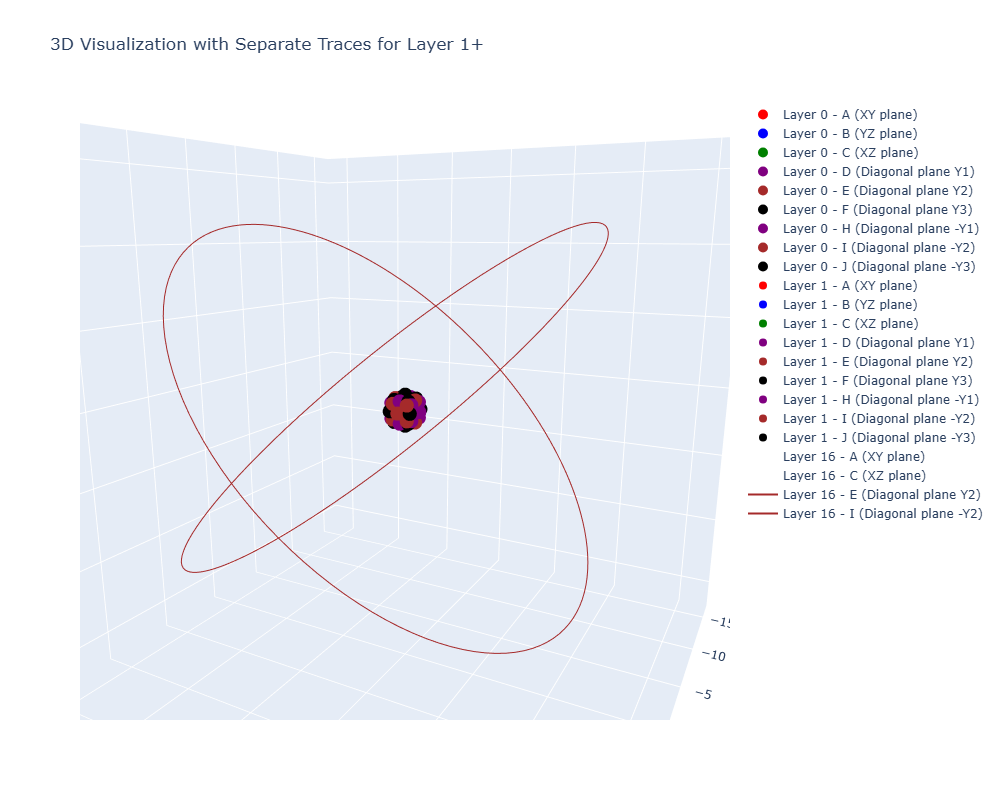 3D Visualization with Separate Traces for Layer 1+
Layer 0 - A (XY plane)
Layer 0 - B (YZ plane)
Layer 0 - C (XZ plane)
Layer 0 - D (Diagonal plane Y1)
Layer 0 - E (Diagonal plane Y2)
Layer 0 - F (Diagonal plane Y3)
Layer 0 - H (Diagonal plane -Y1)
Layer 0 - I (Diagonal plane -Y2)
Layer 0 - J (Diagonal plane -Y3)
Layer 1 - A (XY plane)
Layer 1 - B (YZ plane)
Layer 1 - C (XZ plane)
Layer 1 - D (Diagonal plane Y1)
Layer 1 - E (Diagonal plane Y2)
Layer 1 - F (Diagonal plane Y3)
Layer 1 - H (Diagonal plane -Y1)
Layer 1 - I (Diagonal plane -Y2)
Layer 1 - J (Diagonal plane -Y3)
Layer 16 - A (XY plane)
Layer 16 - C (XZ plane)
Layer 16 - E (Diagonal plane Y2)
Layer 16 - I (Diagonal plane -Y2)
−10
−5